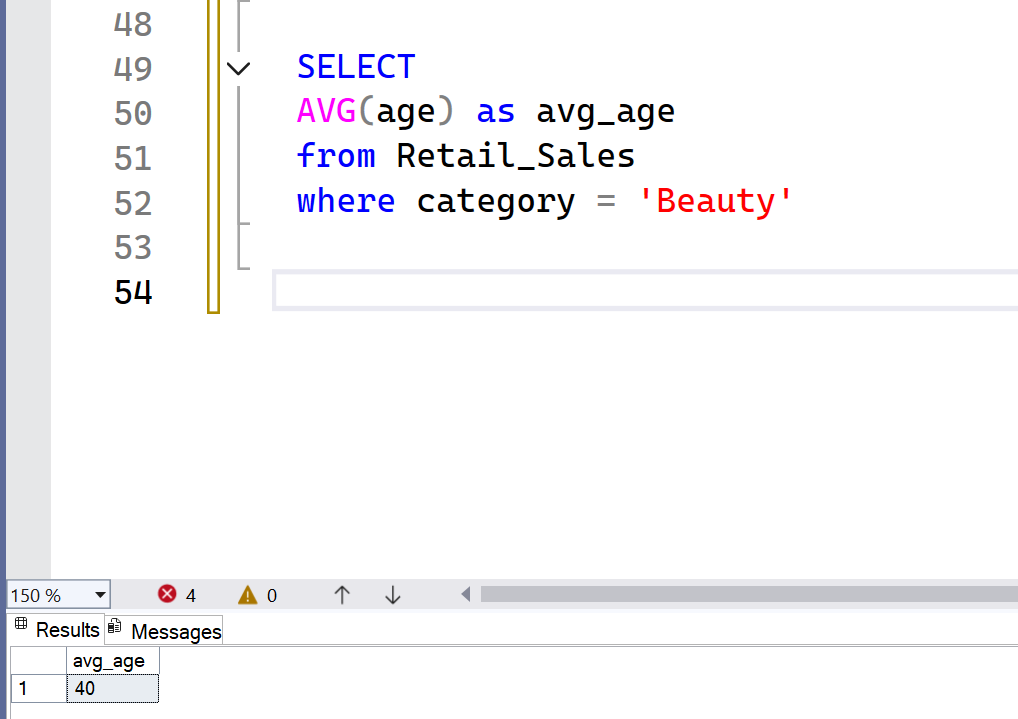 48
49 SELECT
50 AVG(age) as avg_age
51 from Retail_Sales
52 where category = 'Beauty'
53
54
150 % 4 0
Results Messages
avg_age
1 40